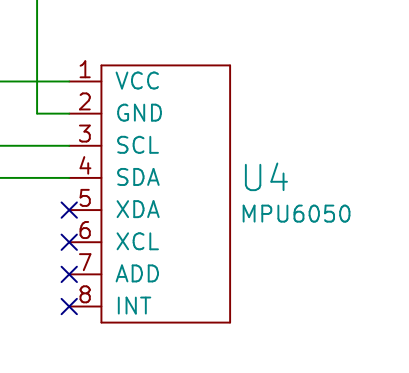 1 VCC
2 GND
3 SCL
4 SDA
5 XDA
6 XCL
7 ADD
8 INT
U4
MPU6050